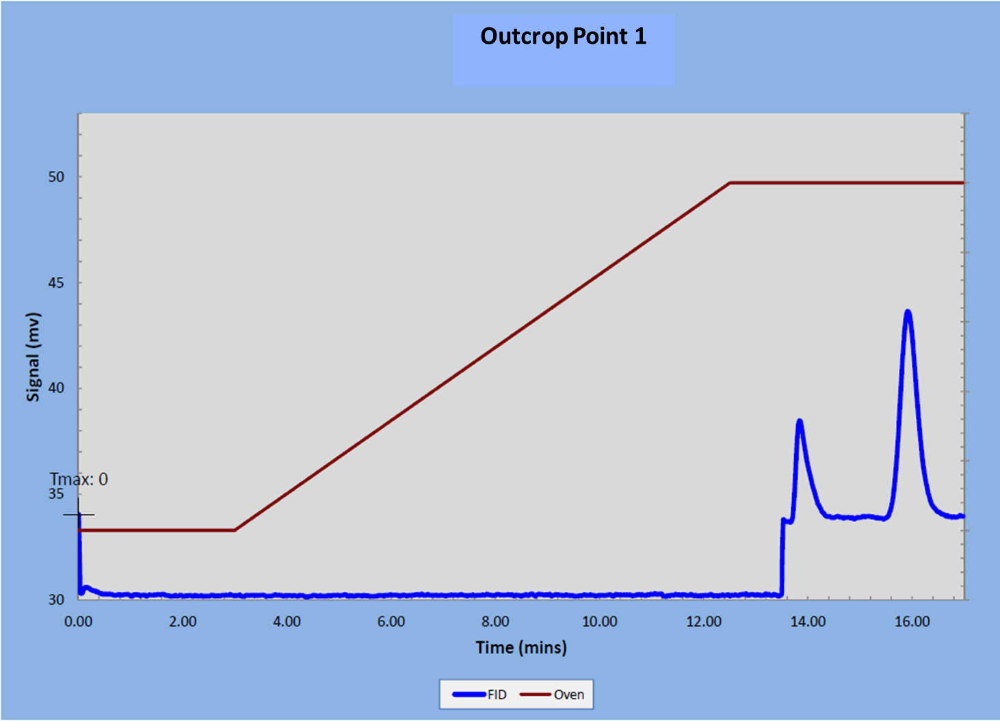 Outcrop Point 1
50
45
40
Tmax: 0
35
30
Signal (mv)
0.00 2.00 4.00 6.00 8.00 10.00 12.00 14.00 16.00
Time (mins)
FID Oven